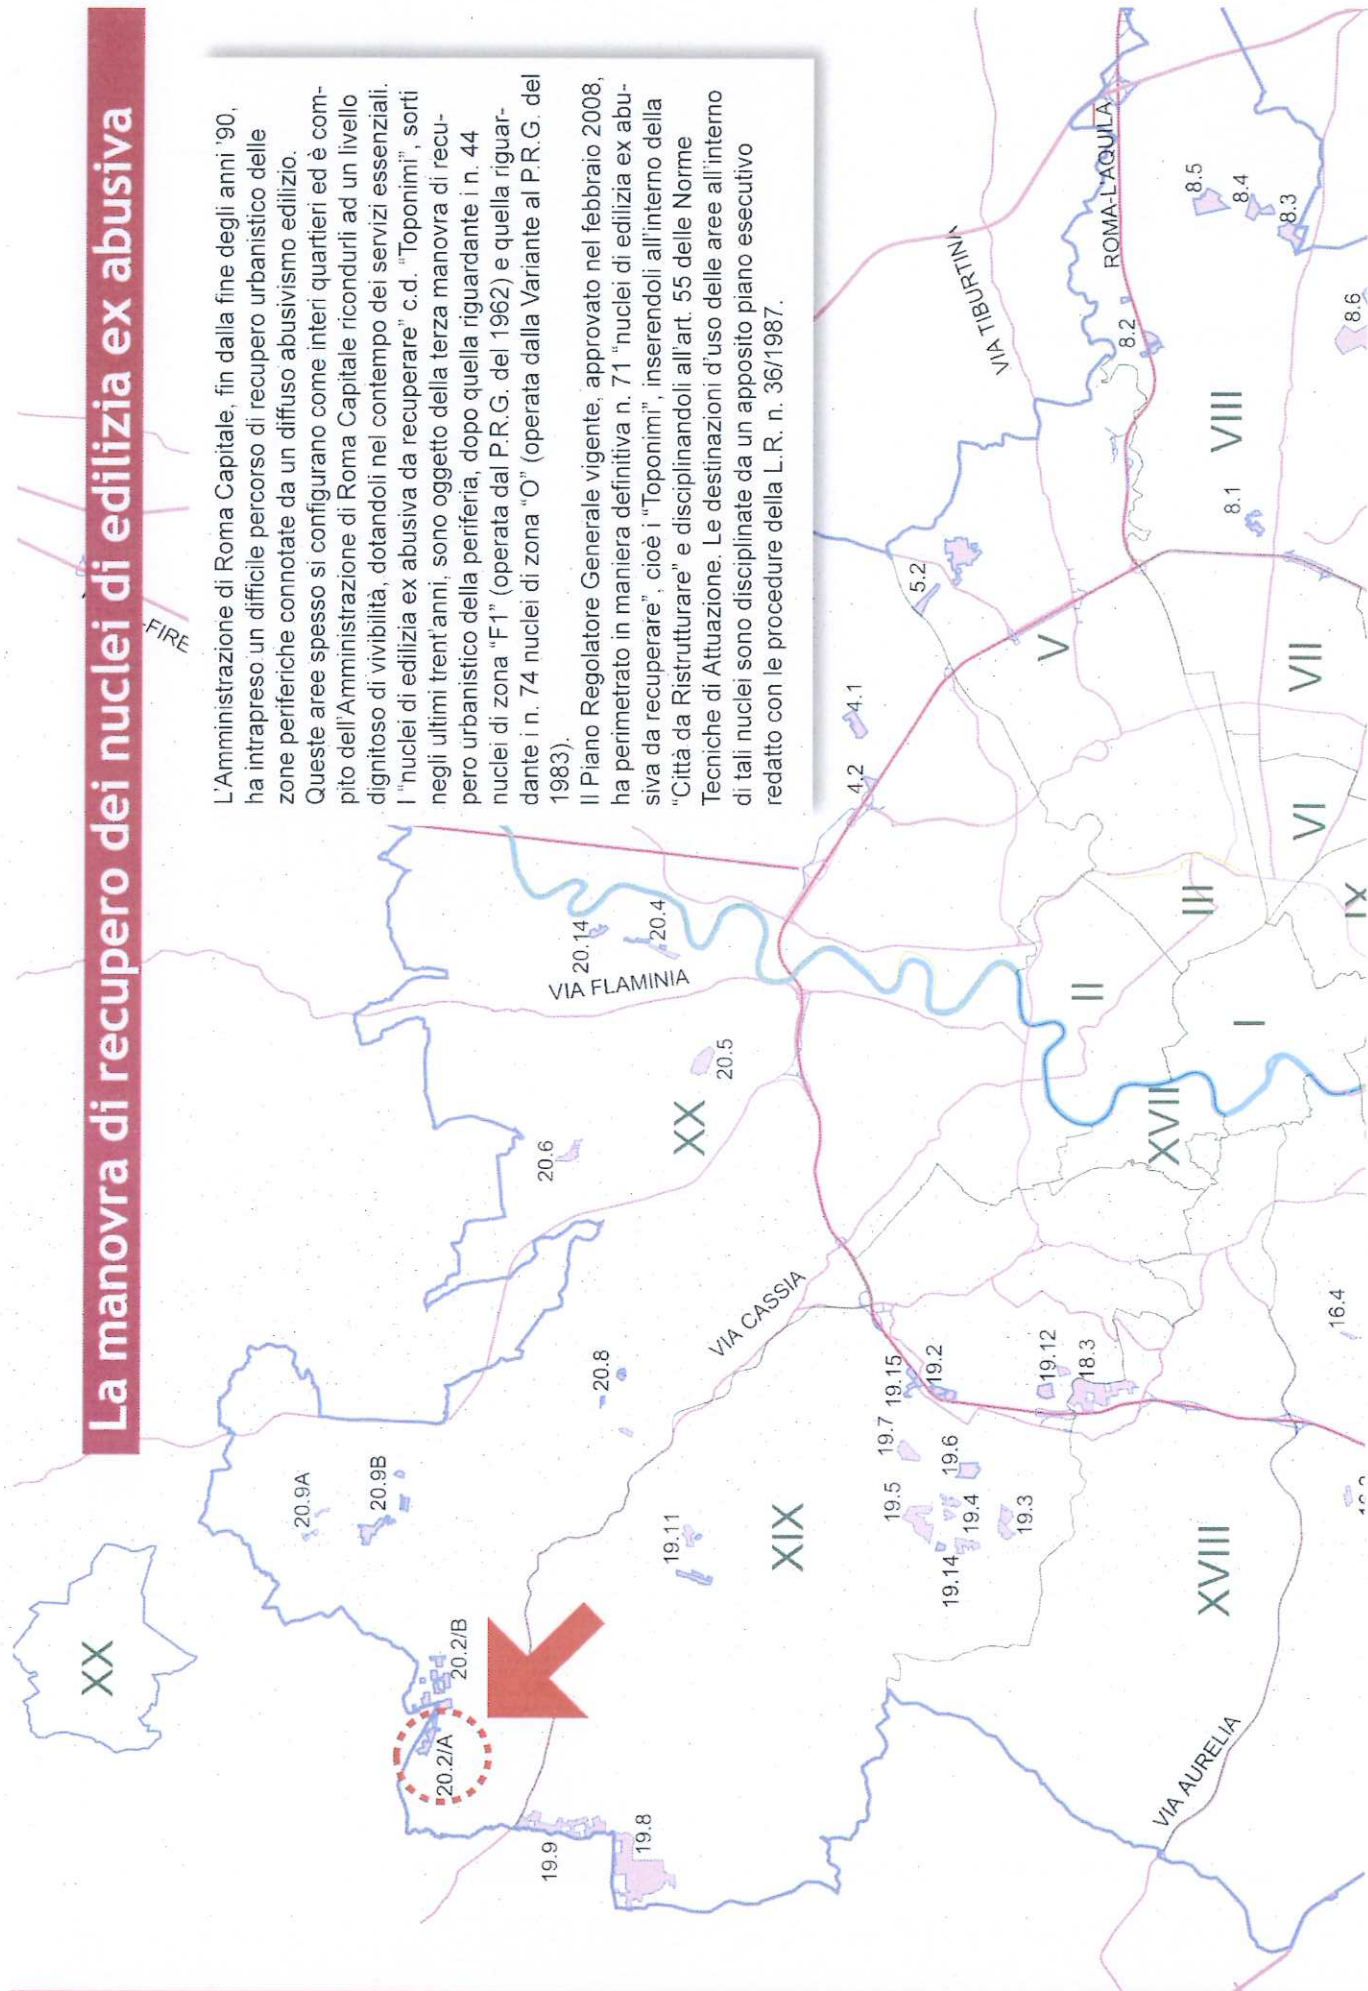 La manovra di recupero dei nuclei di edilizia ex abusiva
L'Amministrazione di Roma Capitale, fin dalla fine degli anni '90,
ha intrapreso un difficile percorso di recupero urbanistico delle
zone periferiche connotate da un diffuso abusivismo edilizio.
Queste aree spesso si configurano come interi quartieri ed è com-
pito dell'Amministrazione di Roma Capitale ricondurli ad un livello
dignitoso di vivibilità, dotandoli nel contempo dei servizi essenziali.
I "nuclei di edilizia ex abusiva da recuperare" c.d. "Toponimi", sorti
negli ultimi trent'anni, sono oggetto della terza manovra di recu-
pero urbanistico della periferia, dopo quella riguardante i n. 44
nuclei di zona "F1" (operata dal P.R.G. del 1962) e quella riguar-
dante i n. 74 nuclei di zona "O" (operata dalla Variante al P.R.G. del
1983).
Il Piano Regolatore Generale vigente, approvato nel febbraio 2008,
ha perimetrato in maniera definitiva n. 71 "nuclei di edilizia ex abu-
siva da recuperare", cioè i "Toponimi", inserendoli all'interno della
"Città da Ristrutturare" e disciplinandoli all'art. 55 delle Norme
Tecniche di Attuazione. Le destinazioni d'uso delle aree all'interno
di tali nuclei sono disciplinate da un apposito piano esecutivo
redatto con le procedure della L.R. n. 36/1987.
-FIRE
XX
20.9A
20.9B
20.2/B
20.2/A
19.9
19.8
20.6
20.8
20.14
20.4
VIA FLAMINIA
20.5
XX
VIA CASSIA
19.11
XIX
19.15
19.2
19.7
19.5
19.6
19.4
19.14
19.3
19.12
18.3
XVIII
VIA AURELIA
16.4
4.1
4.2
5.2
V
VIA TIBURTINA
ROMA-L'AQUILA
8.5
8.4
8.3
8.2
8.6
VIII
8.1
VII
VI
IX
III
II
I
XVII